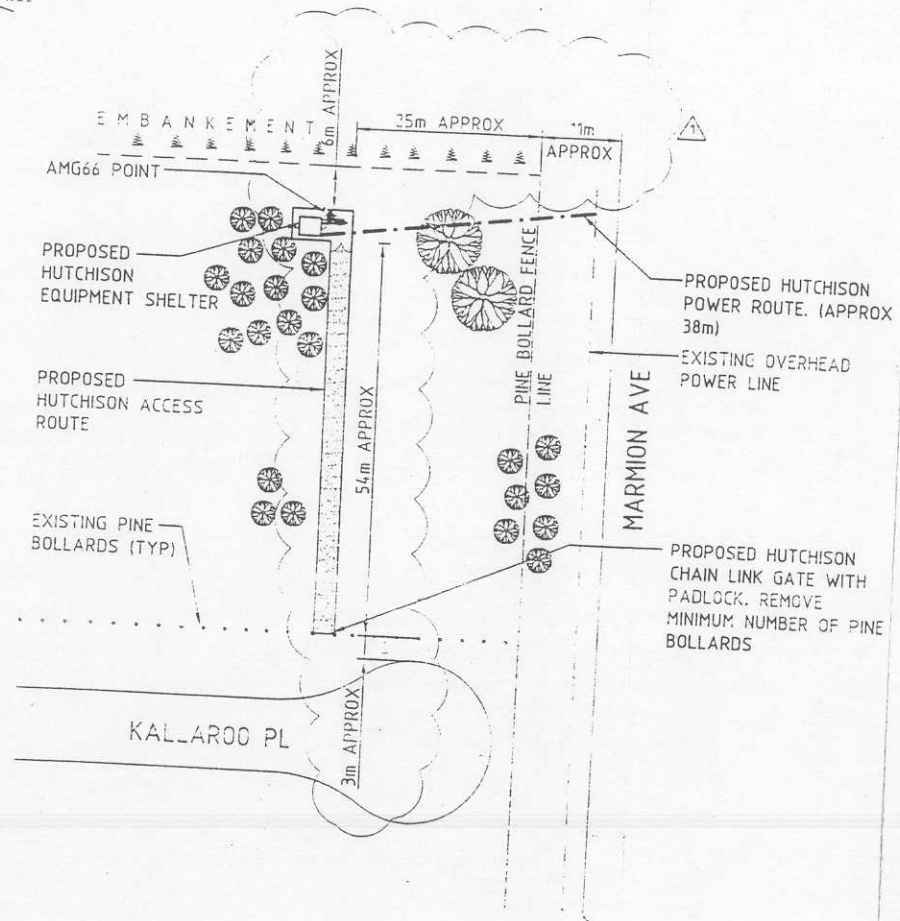 6m APPROX
EMBANKEMENT
25m APPROX
11m
APPROX
1
AMG66 POINT
PROPOSED
HUTCHISON
EQUIPMENT SHELTER
PROPOSED HUTCHISON
POWER ROUTE. (APPROX
38m)
EXISTING OVERHEAD
POWER LINE
PINE BOLLARD FENCE
LINE
PROPOSED
HUTCHISON ACCESS
ROUTE
54m APPROX
MARMION AVE
EXISTING PINE
BOLLARDS (TYP)
PROPOSED HUTCHISON
CHAIN LINK GATE WITH
PADLOCK. REMOVE
MINIMUM NUMBER OF PINE
BOLLARDS
KALLAROO PL
3m APPROX